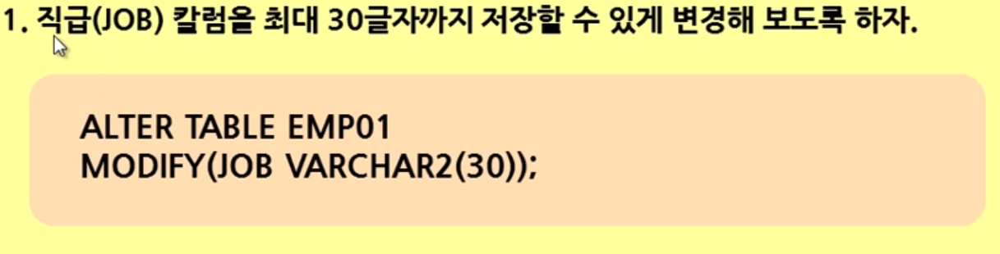 1. 직급(JOB) 칼럼을 최대 30글자까지 저장할 수 있게 변경해 보도록 하자.
ALTER TABLE EMP01
MODIFY(JOB VARCHAR2(30));